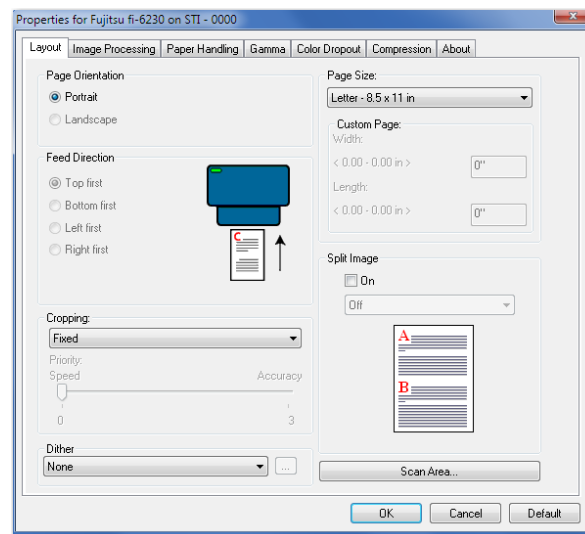 Properties for Fujitsu fi-6230 on STI - 0000
Layout Image Processing Paper Handling Gamma Color Dropout Compression About
Page Orientation
Portrait
Landscape
Feed Direction
Top first
Bottom first
Left first
Right first
C
Cropping:
Fixed
Priority:
Speed Accuracy
0 3
Dither
None ...
Page Size:
Letter - 8.5 x 11 in
Custom Page:
Width:
< 0.00 - 0.00 in > 0"
Length:
< 0.00 - 0.00 in > 0"
Split Image
On
Off
A
B
Scan Area...
OK Cancel Default